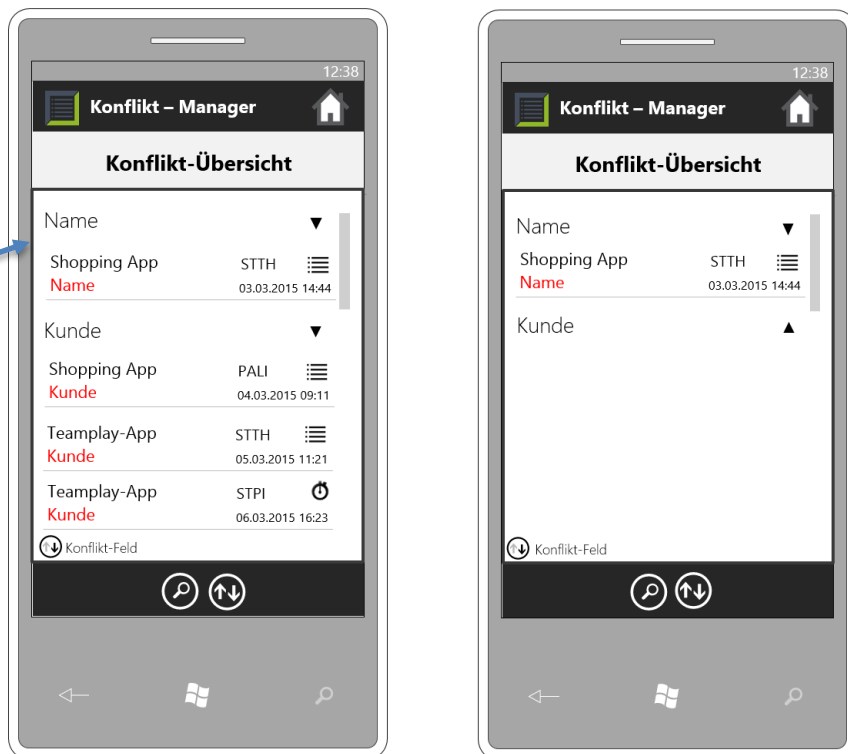 12:38
Konflikt – Manager
Konflikt-Übersicht
Name ▼
Shopping App STTH
Name 03.03.2015 14:44
Kunde ▼
Shopping App PALI
Kunde 04.03.2015 09:11
Teamplay-App STTH
Kunde 05.03.2015 11:21
Teamplay-App STPI
Kunde 06.03.2015 16:23
Konflikt-Feld
12:38
Konflikt – Manager
Konflikt-Übersicht
Name ▼
Shopping App STTH
Name 03.03.2015 14:44
Kunde ▲
Konflikt-Feld